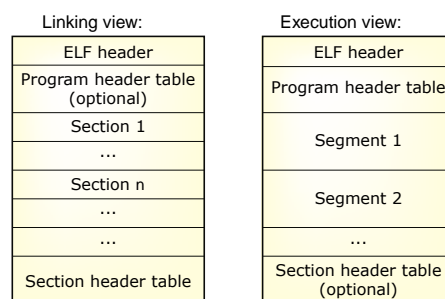 Linking view:
ELF header
Program header table
(optional)
Section 1
...
Section n
...
...
Section header table
Execution view:
ELF header
Program header table
Segment 1
Segment 2
...
Section header table
(optional)